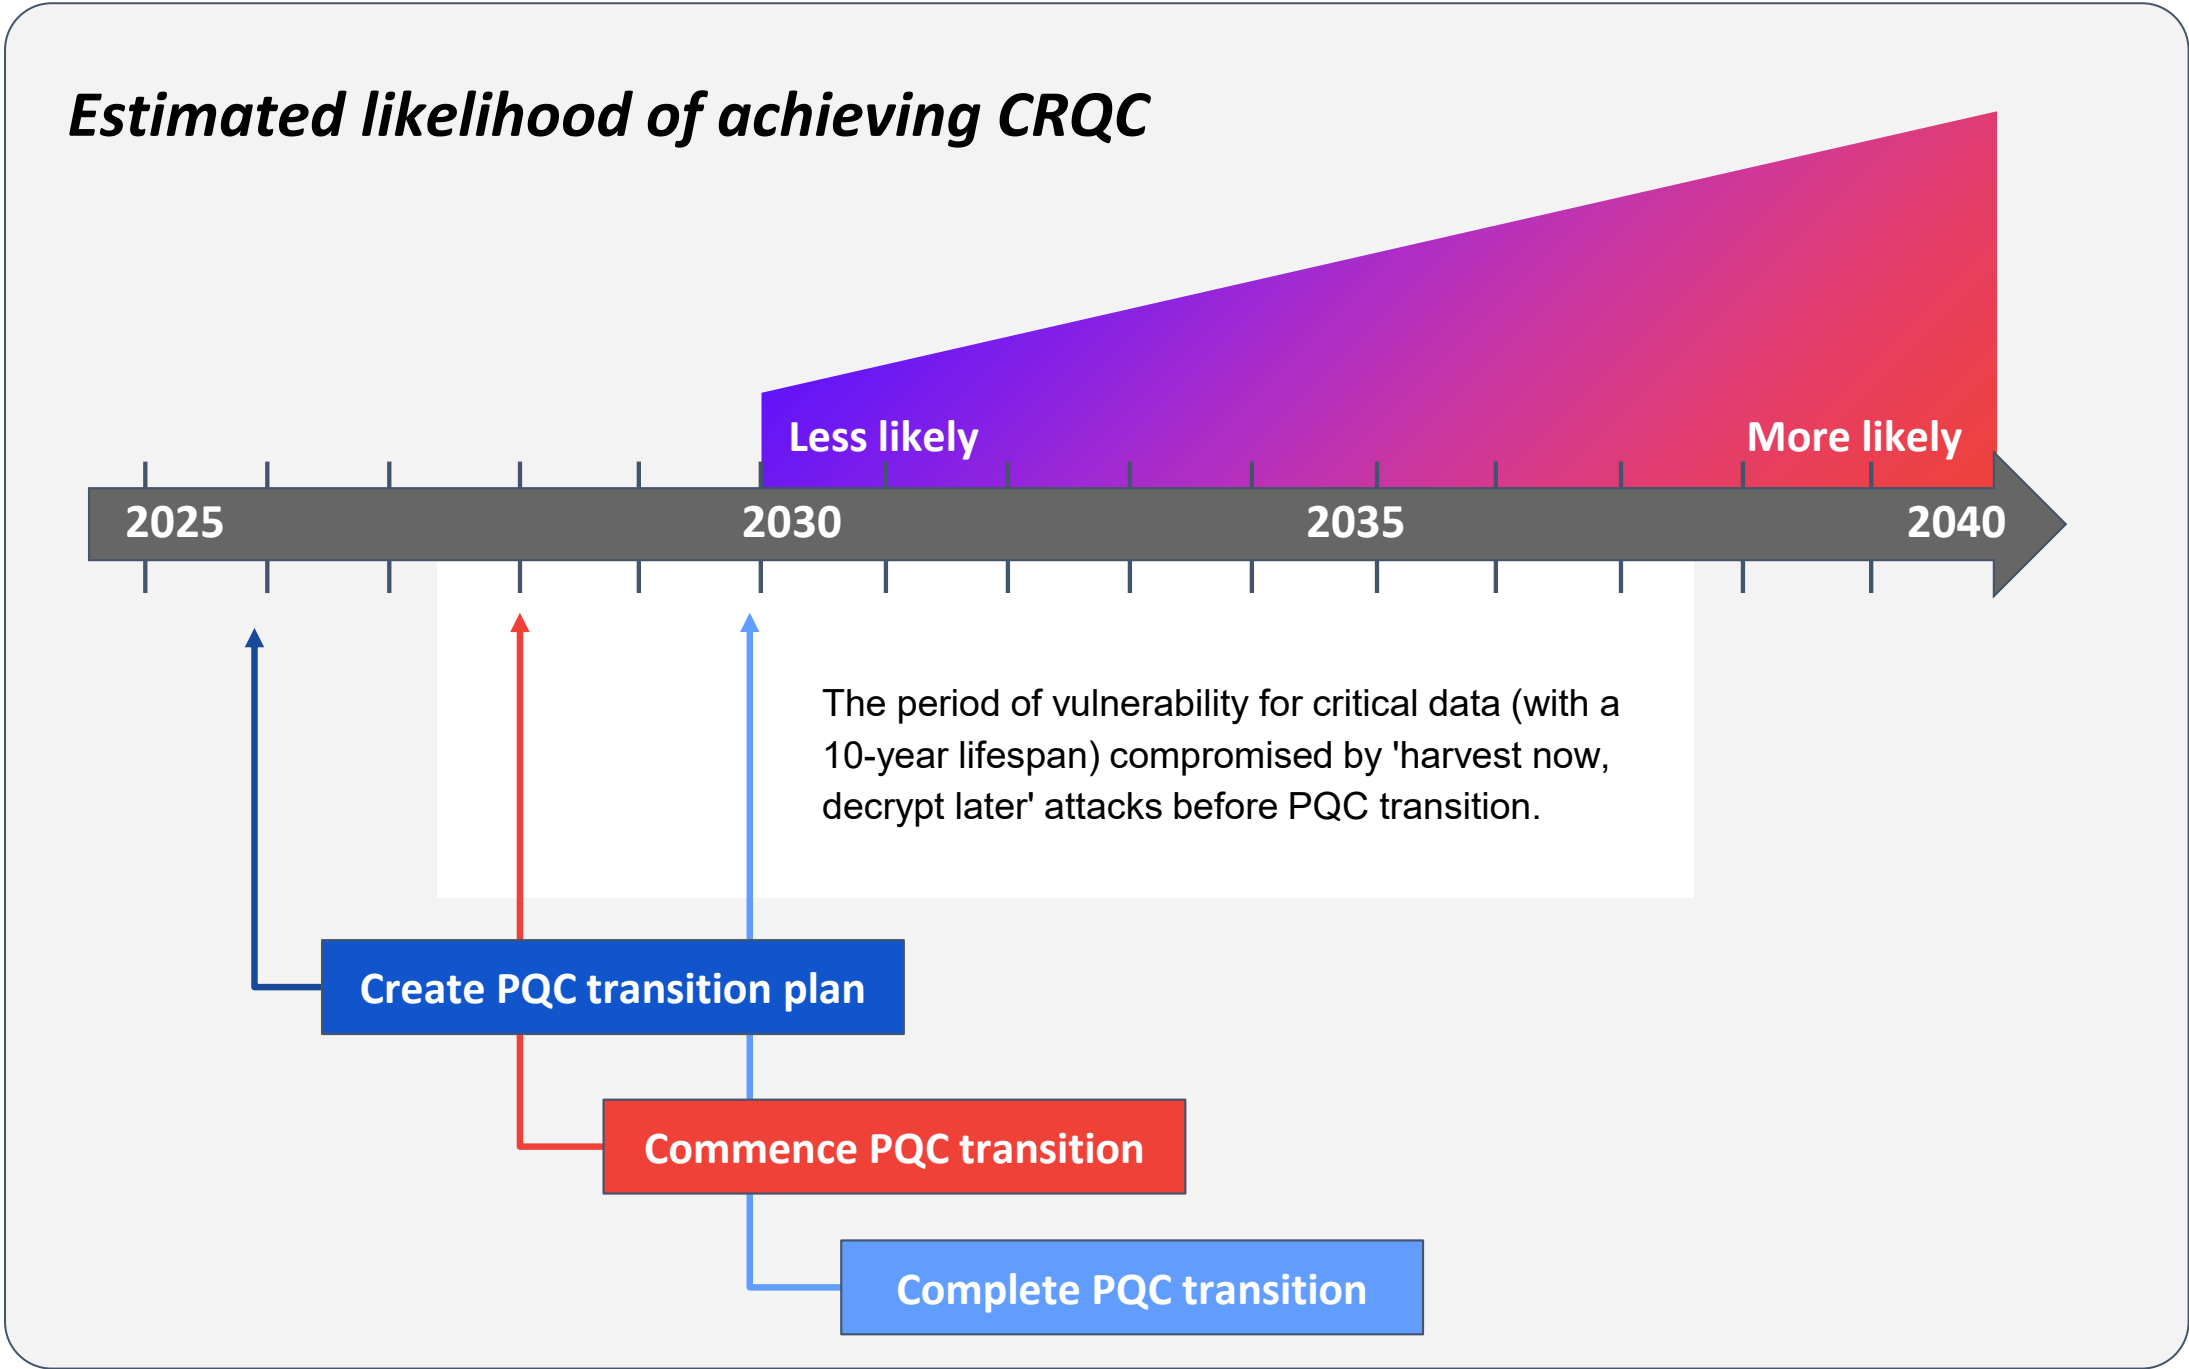 Estimated likelihood of achieving CRQC
Less likely
More likely
2025
2030
2035
2040
The period of vulnerability for critical data (with a
10-year lifespan) compromised by 'harvest now,
decrypt later' attacks before PQC transition.
Create PQC transition plan
Commence PQC transition
Complete PQC transition